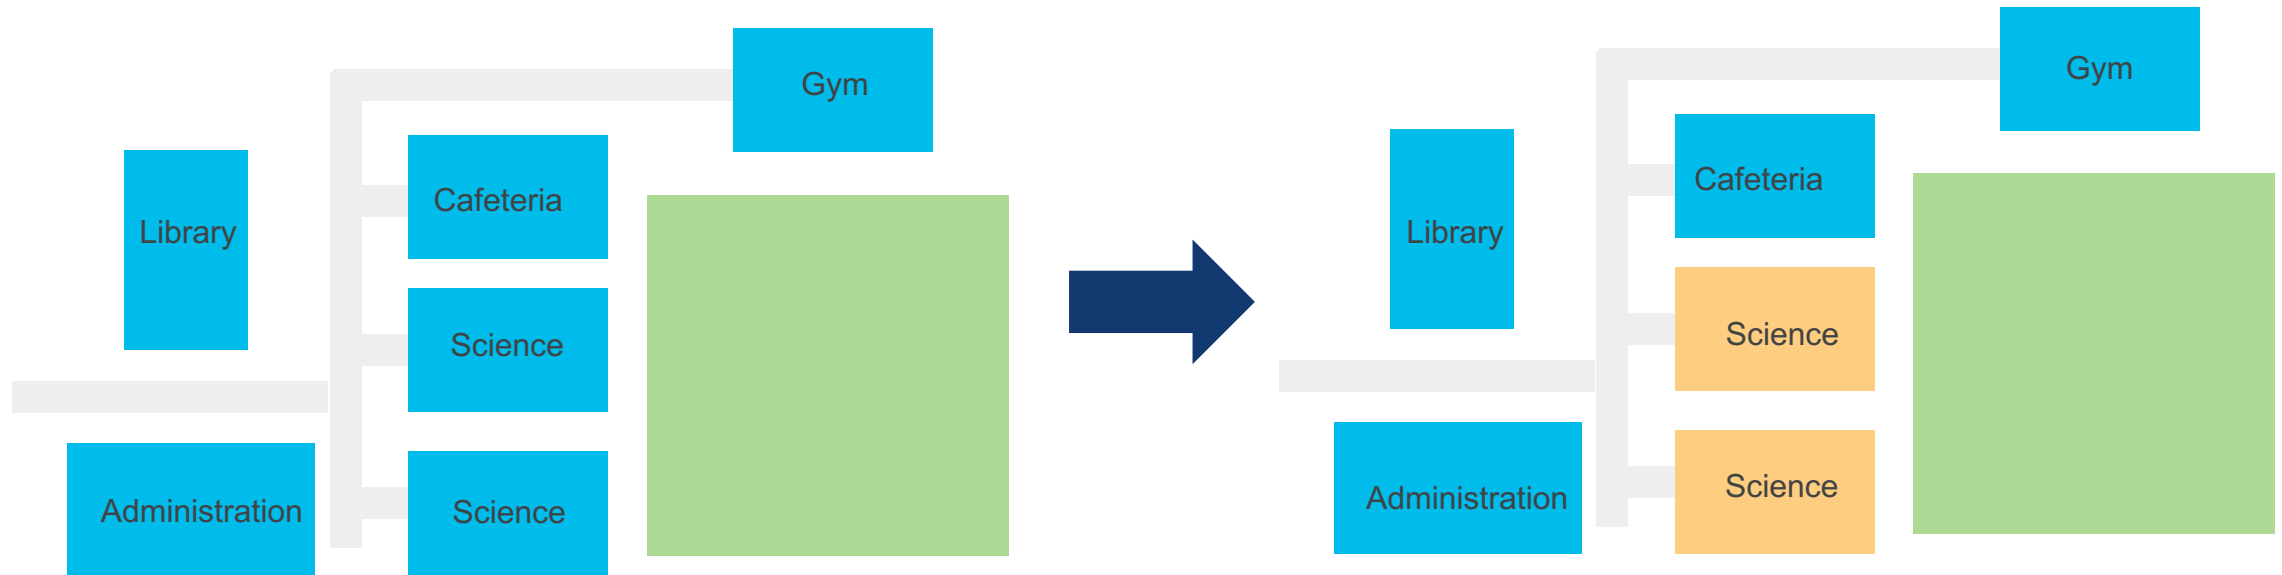 Gym
Cafeteria
Library
Science
Administration
Science
Gym
Cafeteria
Library
Science
Science
Administration